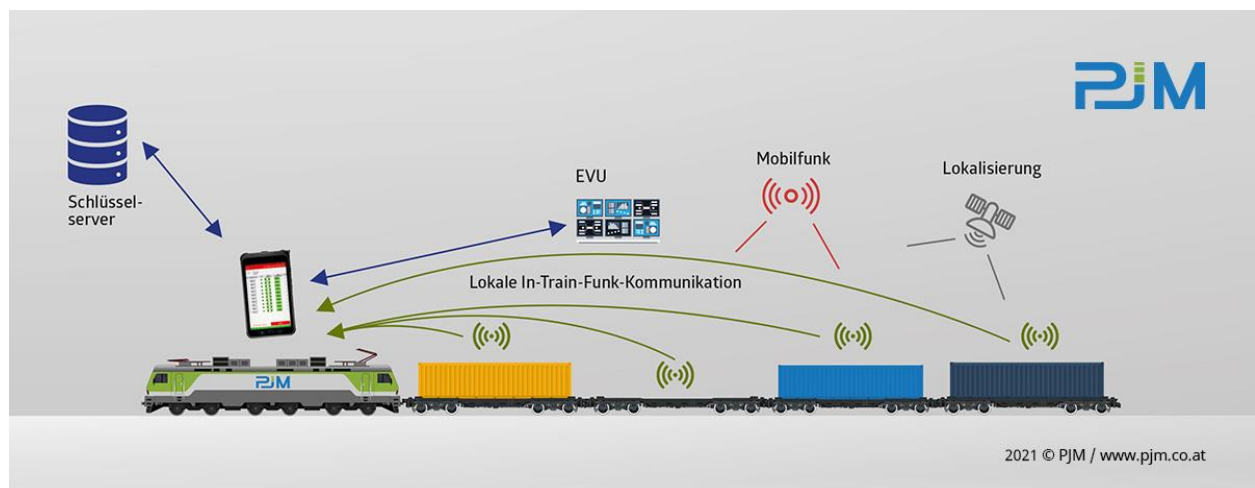 PJM
Mobilfunk
Lokalisierung
EVU
Schlüssel-
server
Lokale In-Train-Funk-Kommunikation
PJM
2021 © PJM / www.pjm.co.at